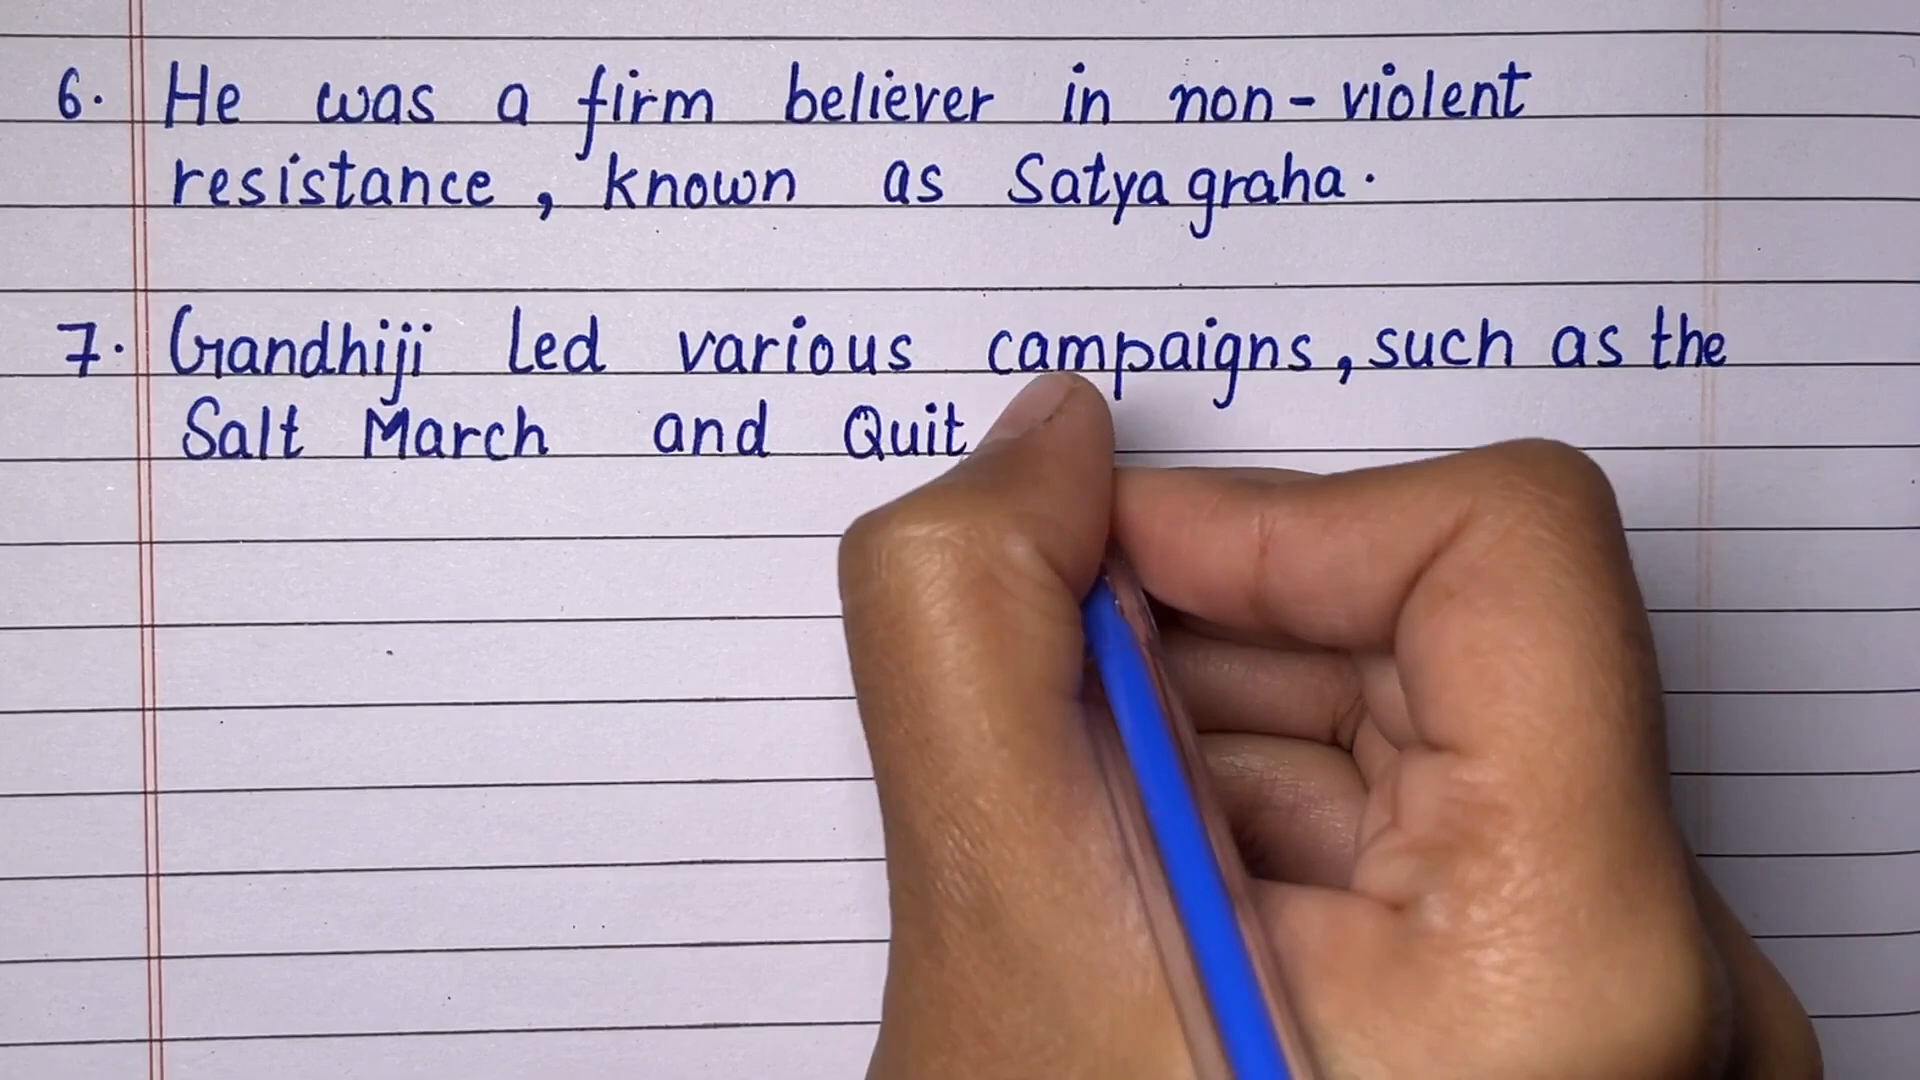 6. He was a firm believer in non-violent
resistance, known as Satyagraha.
7. Gandhiji led various campaigns, such as the
Salt March and Quit